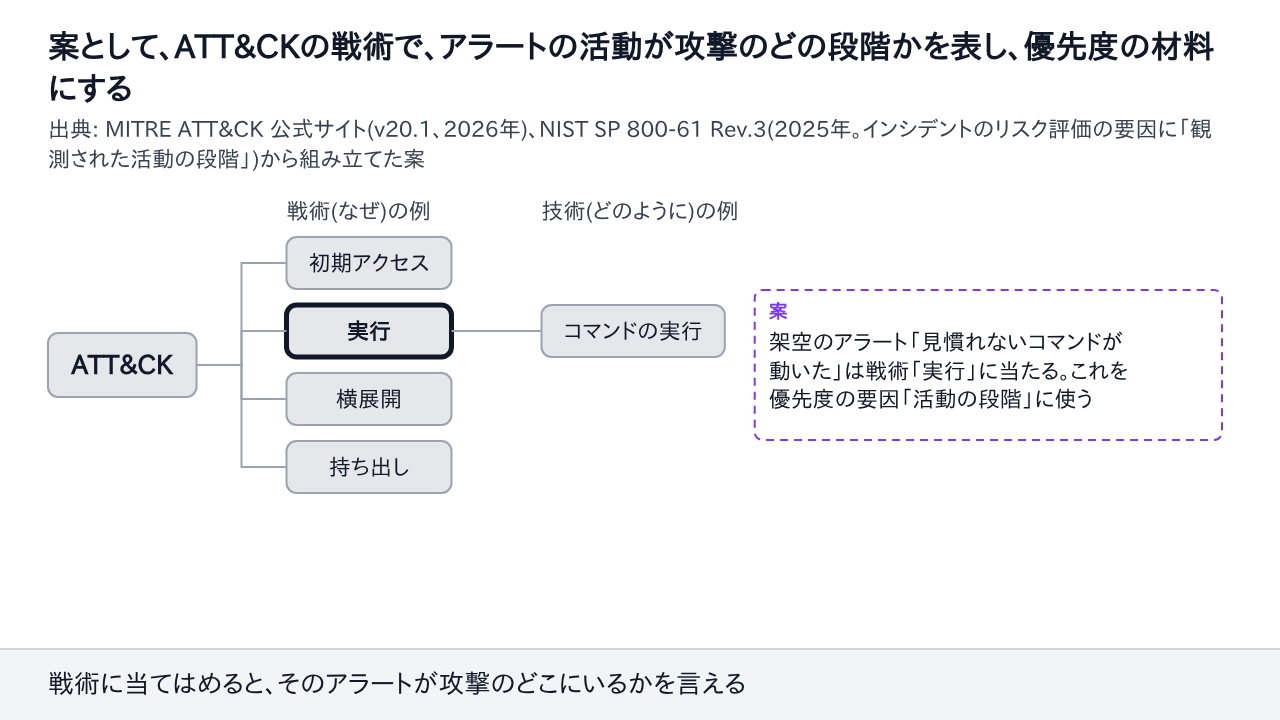 案として、ATT&CKの戦術で、アラートの活動が攻撃のどの段階かを表し、優先度の材料
にする
出典: MITRE ATT&CK 公式サイト(v20.1、2026年)、NIST SP 800-61 Rev.3(2025年。インシデントのリスク評価の要因に「観
測された活動の段階」)から組み立てた案
戦術(なぜ)の例
技術(どのように)の例
初期アクセス
実行
コマンドの実行
ATT&CK
横展開
持ち出し
案
架空のアラート「見慣れないコマンドが
動いた」は戦術「実行」に当たる。これを
優先度の要因「活動の段階」に使う
戦術に当てはめると、そのアラートが攻撃のどこにいるかを言える